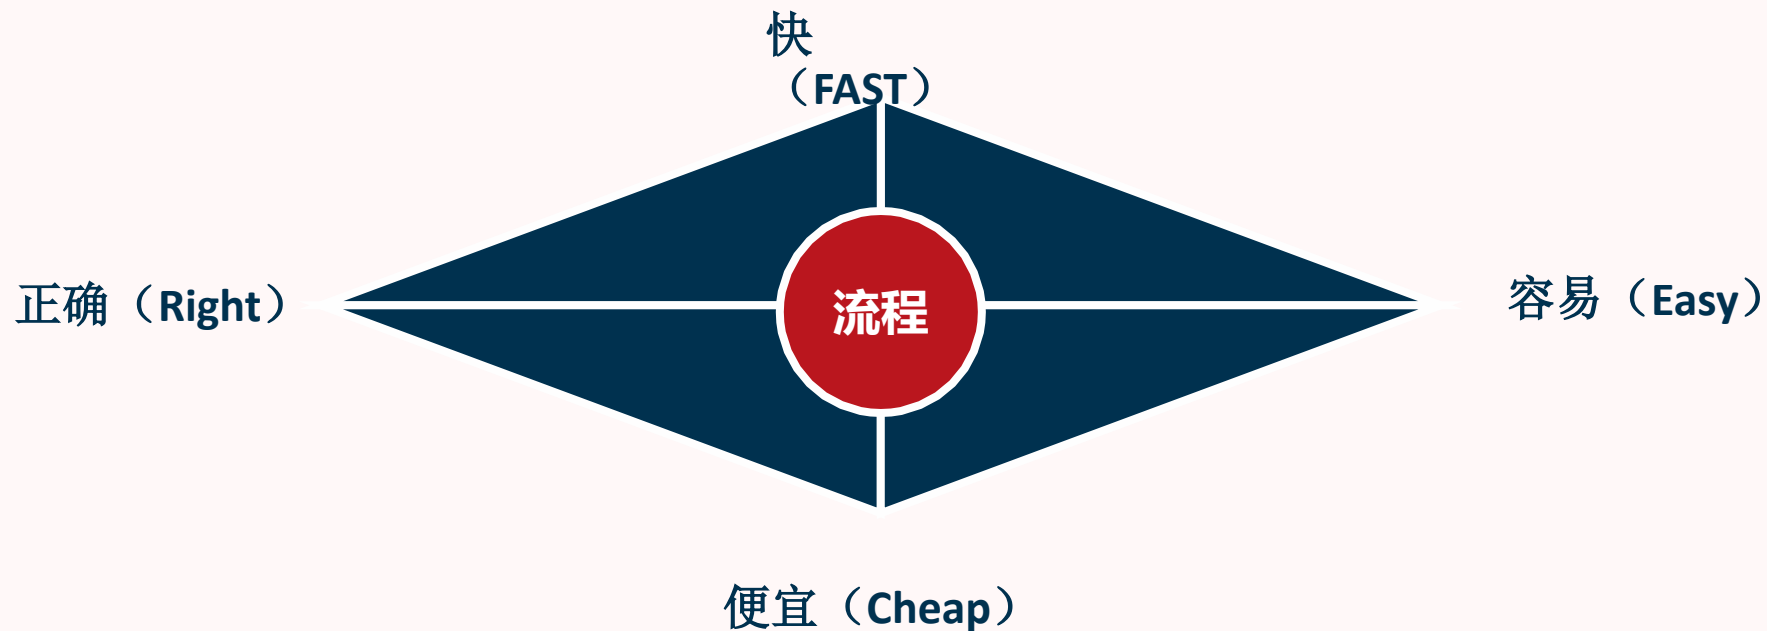 快
（FAST）
正确（Right）
流程
容易（Easy）
便宜（Cheap）